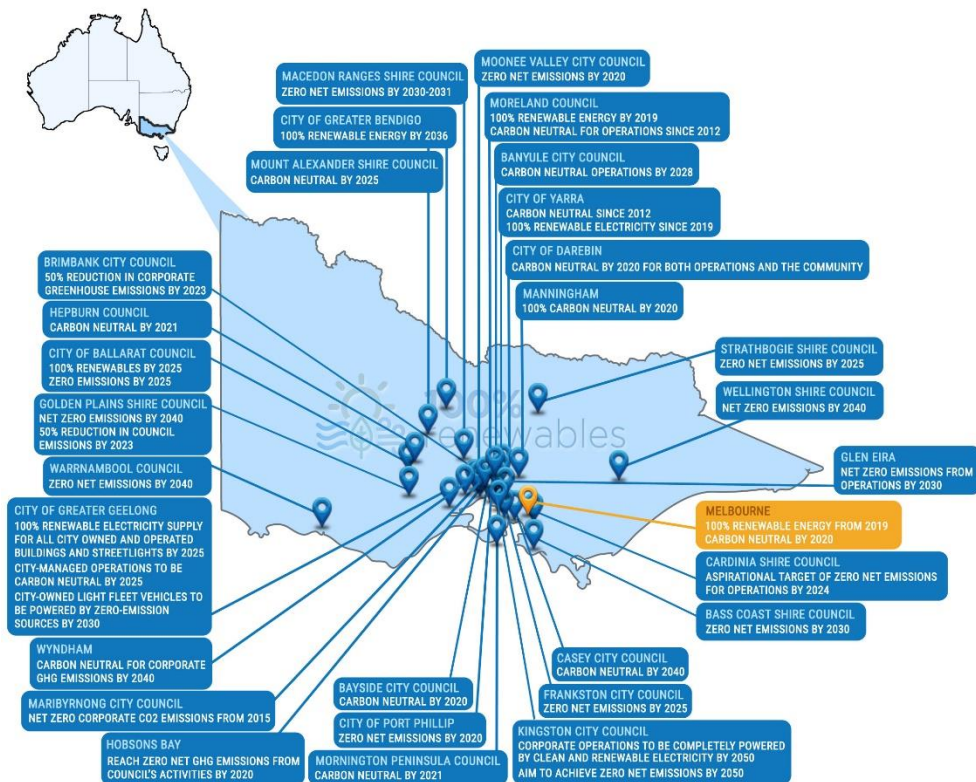 MOONEE VALLEY CITY COUNCIL
ZERO NET EMISSIONS BY 2020
MACEDON RANGES SHIRE COUNCIL
ZERO NET EMISSIONS BY 2030-2031
MORELAND COUNCIL
100% RENEWABLE ENERGY BY 2019
CARBON NEUTRAL FOR OPERATIONS SINCE 2012
CITY OF GREATER BENDIGO
100% RENEWABLE ENERGY BY 2036
BANYULE CITY COUNCIL
CARBON NEUTRAL OPERATIONS BY 2028
MOUNT ALEXANDER SHIRE COUNCIL
CARBON NEUTRAL BY 2025
CITY OF YARRA
CARBON NEUTRAL SINCE 2012
100% RENEWABLE ELECTRICITY SINCE 2019
CITY OF DAREBIN
CARBON NEUTRAL BY 2020 FOR BOTH OPERATIONS AND THE COMMUNITY
MANNINGHAM
100% CARBON NEUTRAL BY 2020
BRIMBANK CITY COUNCIL
50% REDUCTION IN CORPORATE
GREENHOUSE EMISSIONS BY 2023
HEPBURN COUNCIL
CARBON NEUTRAL BY 2021
CITY OF BALLARAT COUNCIL
100% RENEWABLES BY 2025
ZERO EMISSIONS BY 2025
GOLDEN PLAINS SHIRE COUNCIL
NET ZERO EMISSIONS BY 2040
50% REDUCTION IN COUNCIL
EMISSIONS BY 2023
WARRNAMBOOL COUNCIL
ZERO NET EMISSIONS BY 2040
CITY OF GREATER GEELONG
100% RENEWABLE ELECTRICITY SUPPLY
FOR ALL CITY OWNED AND OPERATED
BUILDINGS AND STREETLIGHTS BY 2025
CITY-MANAGED OPERATIONS TO BE
CARBON NEUTRAL BY 2025
CITY-OWNED LIGHT FLEET VEHICLES TO
BE POWERED BY ZERO-EMISSION
SOURCES BY 2030
WYNDHAM
CARBON NEUTRAL FOR CORPORATE
GHG EMISSIONS BY 2040
MARIBYRNONG CITY COUNCIL
NET ZERO CORPORATE CO2 EMISSIONS FROM 2015
HOBSONS BAY
REACH ZERO NET GHG EMISSIONS FROM
COUNCIL'S ACTIVITIES BY 2020
100%
renewables
STRATHBOGIE SHIRE COUNCIL
ZERO NET EMISSIONS BY 2025
WELLINGTON SHIRE COUNCIL
NET ZERO EMISSIONS BY 2040
GLEN EIRA
NET ZERO EMISSIONS FROM
OPERATIONS BY 2030
MELBOURNE
100% RENEWABLE ENERGY FROM 2019
CARBON NEUTRAL BY 2020
CARDINIA SHIRE COUNCIL
ASPIRATIONAL TARGET OF ZERO NET EMISSIONS
FOR OPERATIONS BY 2024
BASS COAST SHIRE COUNCIL
ZERO NET EMISSIONS BY 2030
CASEY CITY COUNCIL
CARBON NEUTRAL BY 2040
FRANKSTON CITY COUNCIL
ZERO NET EMISSIONS BY 2025
KINGSTON CITY COUNCIL
CORPORATE OPERATIONS TO BE COMPLETELY POWERED
BY CLEAN AND RENEWABLE ELECTRICITY BY 2050
AIM TO ACHIEVE ZERO NET EMISSIONS BY 2050
BAYSIDE CITY COUNCIL
CARBON NEUTRAL BY 2020
CITY OF PORT PHILLIP
ZERO NET EMISSIONS BY 2020
MORNINGTON PENINSULA COUNCIL
CARBON NEUTRAL BY 2021